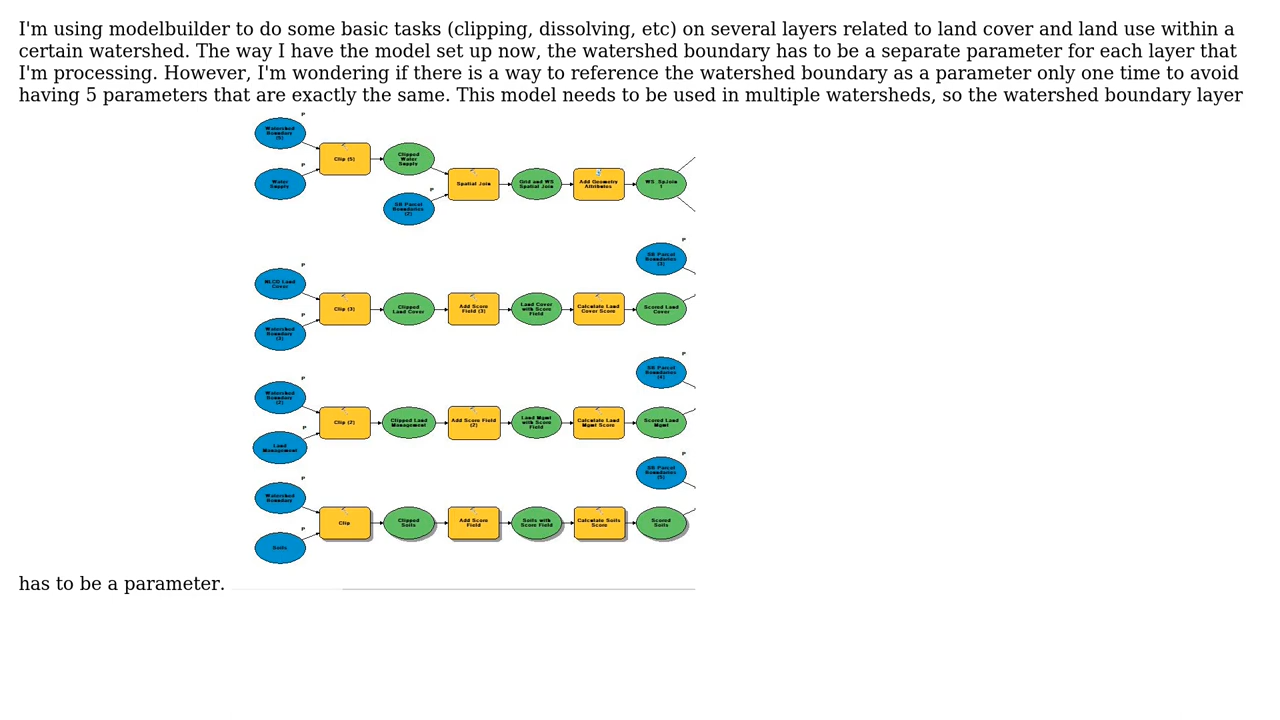 I'm using modelbuilder to do some basic tasks (clipping, dissolving, etc) on several layers related to land cover and land use within a
certain watershed. The way I have the model set up now, the watershed boundary has to be a separate parameter for each layer that
I'm processing. However, I'm wondering if there is a way to reference the watershed boundary as a parameter only one time to avoid
having 5 parameters that are exactly the same. This model needs to be used in multiple watersheds, so the watershed boundary layer
P
Watershed
Boundary
(5)
Clip (5)
Clipped
Water
Supply
P
Water
Supply
P
SB Parcel
Boundaries
(2)
Spatial Join
Grid and WS
Spatial Join
Add Geometry
Attributes
WS_SpJoin
1
P
SB Parcel
Boundaries
(3)
P
NLCD Land
Cover
P
Watershed
Boundary
(3)
Clip (3)
Clipped
Land Cover
Add Score
Field (3)
Land Cover
with Score
Field
Calculate Land
Cover Score
Scored Land
Cover
P
SB Parcel
Boundaries
(4)
P
Watershed
Boundary
(2)
P
Land
Management
Clip (2)
Clipped Land
Management
Add Score Field
(2)
Land Mgmt
with Score
Field
Calculate Land
Mgmt Score
Scored Land
Mgmt
P
SB Parcel
Boundaries
(5)
P
Watershed
Boundary
P
Soils
Clip
Clipped
Soils
Add Score
Field
Soils with
Score Field
Calculate Soils
Score
Scored
Soils
has to be a parameter.